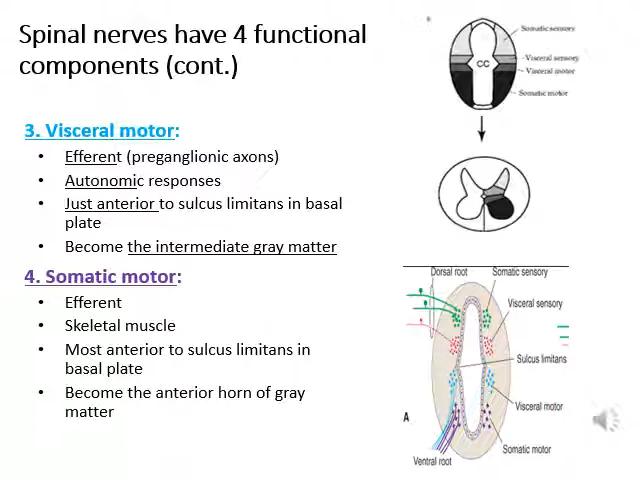 Spinal nerves have 4 functional
components (cont.)
3. Visceral motor:
• Efferent (preganglionic axons)
• Autonomic responses
• Just anterior to sulcus limitans in basal
plate
• Become the intermediate gray matter
4. Somatic motor:
• Efferent
• Skeletal muscle
• Most anterior to sulcus limitans in
basal plate
• Become the anterior horn of gray
matter
Somatic sensory
Visceral sensory
CC
Visceral motor
Somatic motor
Dorsal root
Somatic sensory
Visceral sensory
Sulcus limitans
Visceral motor
A
Somatic motor
Ventral root